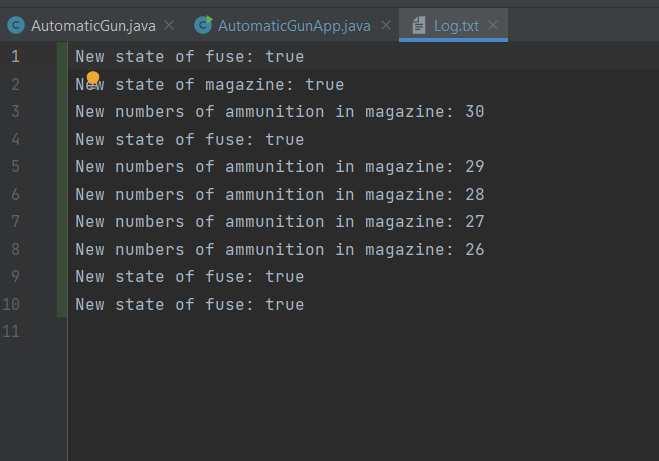 AutomaticGun.java AutomaticGunApp.java Log.txt
1 New state of fuse: true
2 New state of magazine: true
3 New numbers of ammunition in magazine: 30
4 New state of fuse: true
5 New numbers of ammunition in magazine: 29
6 New numbers of ammunition in magazine: 28
7 New numbers of ammunition in magazine: 27
8 New numbers of ammunition in magazine: 26
9 New state of fuse: true
10 New state of fuse: true
11